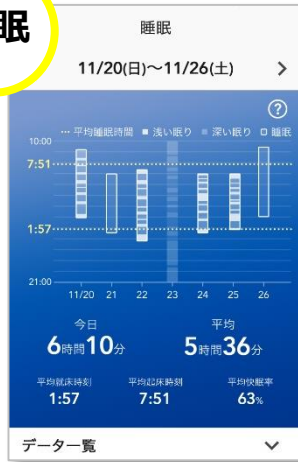 眠
睡眠
11/20(日)～11/26(土)
?
平均睡眠時間 浅い眠り 深い眠り 睡眠
10:00
7:51
1:57
21:00
11/20 21 22 23 24 25 26
今日 平均
6時間10分 5時間36分
平均就床時刻 平均起床時刻 平均快眠率
1:57 7:51 63%
データ一覧